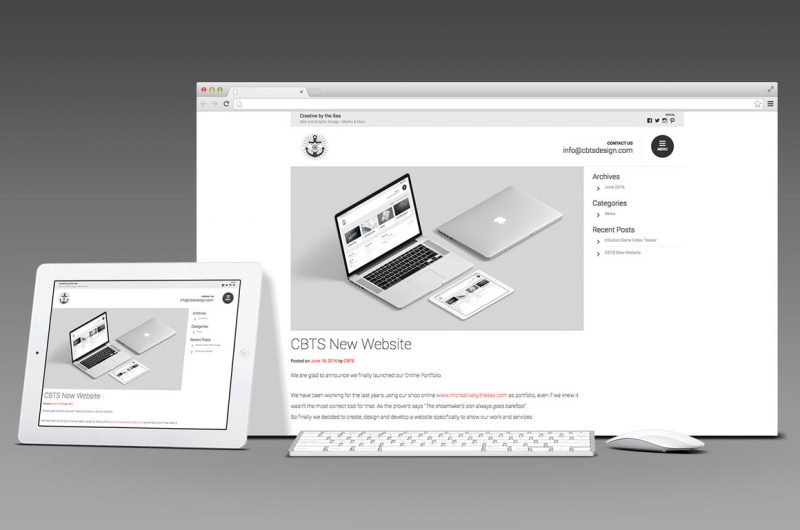 Creative by the Sea
Web and Graphic Design - Malibu & Maui
SOCIAL
CONTACT US
info@cbtsdesign.com
MENU
Archives
June 2016
Categories
News
Recent Posts
Infusion Beira Video Teaser
CBTS New Website
CBTS New Website
Posted on June 18, 2016 by CBTS
We are glad to announce we finally launched our Online Portfolio.
We have been working for the last years using our shop online www.imcreativebythesea.com as portfolio, even if we knew it
wasn't the most correct tool for that. As the proverb says "The shoemaker's son always goes barefoot".
So finally we decided to create, design and develop a website specifically to show our work and services.
Creative by the Sea
CONTACT US
info@cbtsdesign.com
Archives
Categories
Recent Posts
CBTS New Website